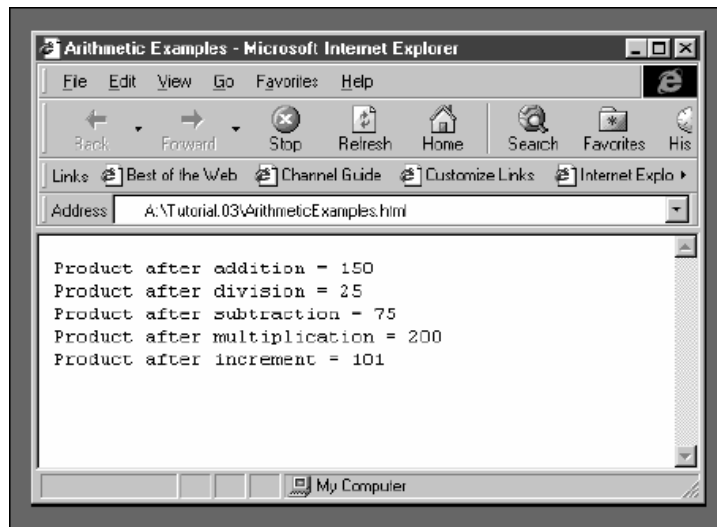 Arithmetic Examples - Microsoft Internet Explorer
File Edit View Go Favorites Help
Back Forward Stop Refresh Home Search Favorites His
Links Best of the Web Channel Guide Customize Links Internet Explo
Address A:\Tutorial.03\ArithmeticExamples.html
Product after addition = 150
Product after division = 25
Product after subtraction = 75
Product after multiplication = 200
Product after increment = 101
My Computer